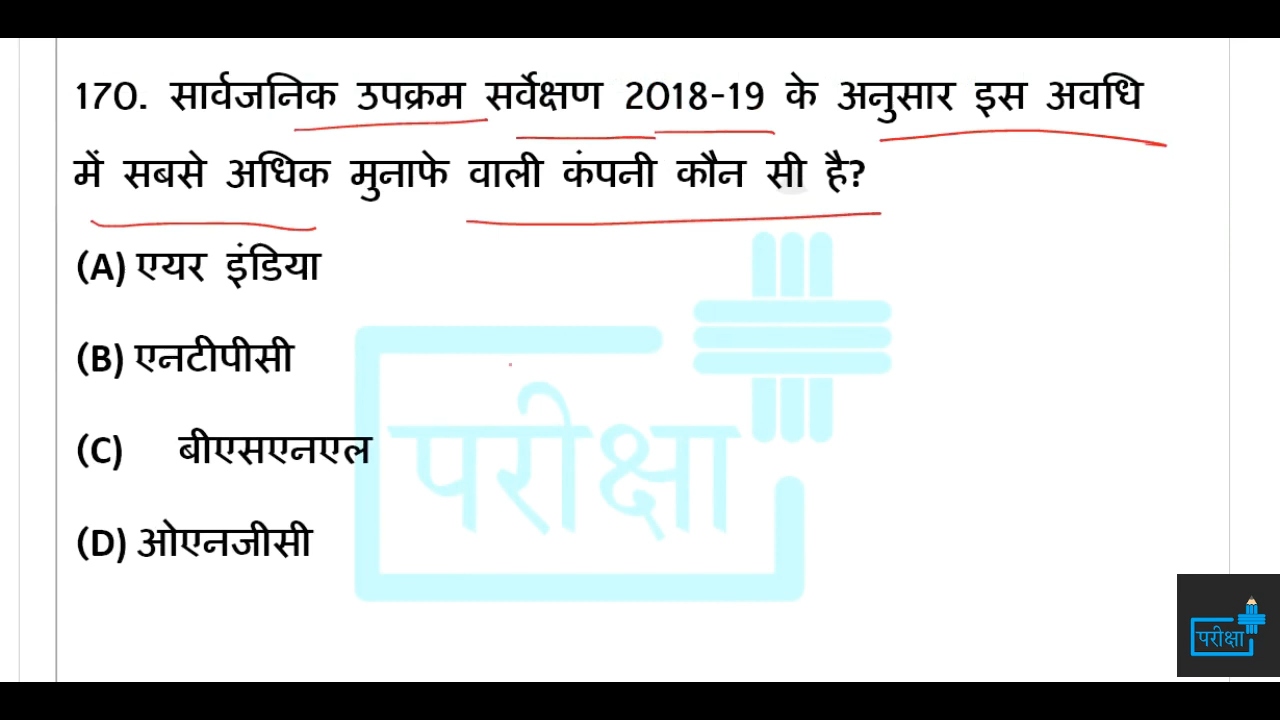 170. सार्वजनिक उपक्रम सर्वेक्षण 2018-19 के अनुसार इस अवधि
में सबसे अधिक मुनाफे वाली कंपनी कौन सी है?
(A) एयर इंडिया
(B) एनटीपीसी
(C) बीएसएनएल
(D) ओएनजीसी
परीक्षा
परीक्षा